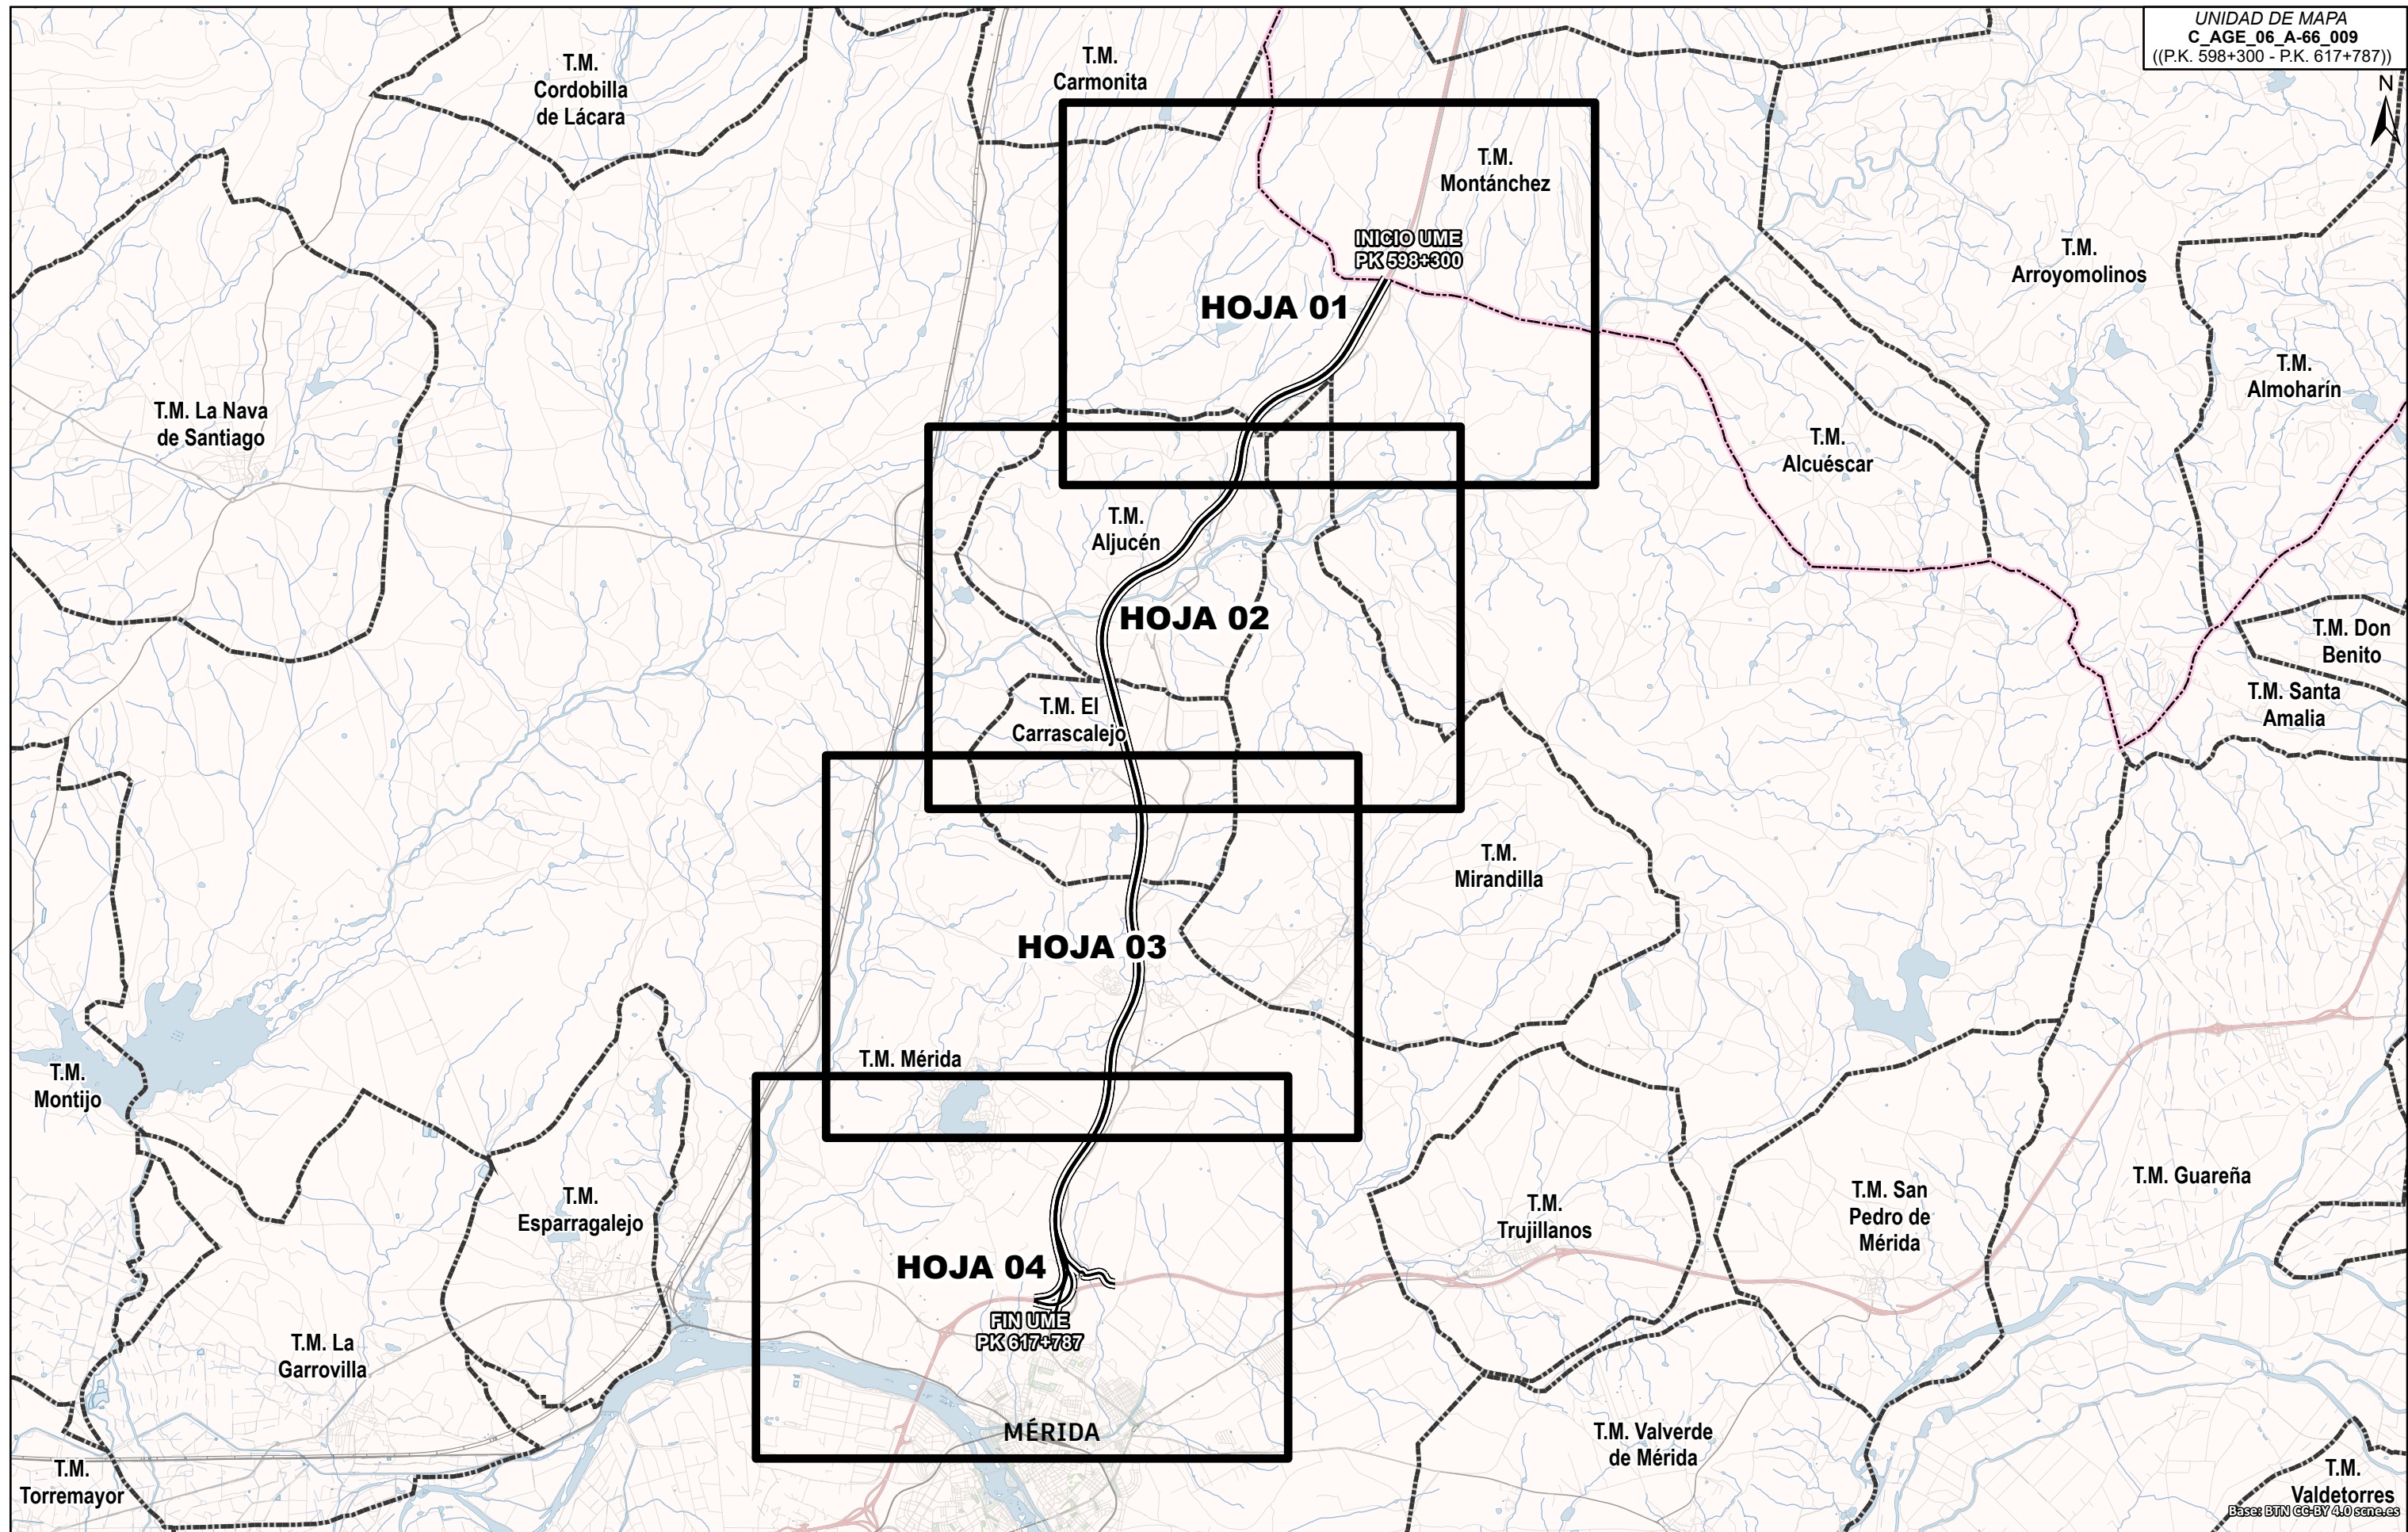 UNIDAD DE MAPA
C_AGE_06_A-66_009
((P.K. 598+300 - P.K. 617+787))
N
T.M.
Cordobilla
de Lácara
T.M.
Carmonita
T.M.
Montánchez
INICIO UME
PK 598+300
HOJA 01
T.M.
Arroyomolinos
T.M.
Almoharín
T.M. La Nava
de Santiago
T.M.
Alcuéscar
T.M.
Aljucén
HOJA 02
T.M. Don
Benito
T.M. Santa
Amalia
T.M. El
Carrascalejo
T.M.
Mirandilla
HOJA 03
T.M. Mérida
T.M.
Montijo
T.M.
Esparragalejo
T.M.
Trujillanos
T.M. San
Pedro de
Mérida
T.M. Guareña
HOJA 04
FIN UME
PK 617+787
T.M. La
Garrovilla
MÉRIDA
T.M. Valverde
de Mérida
T.M.
Torremayor
T.M.
Valdetorres
Base: BTN CC-BY 4.0 scne.es